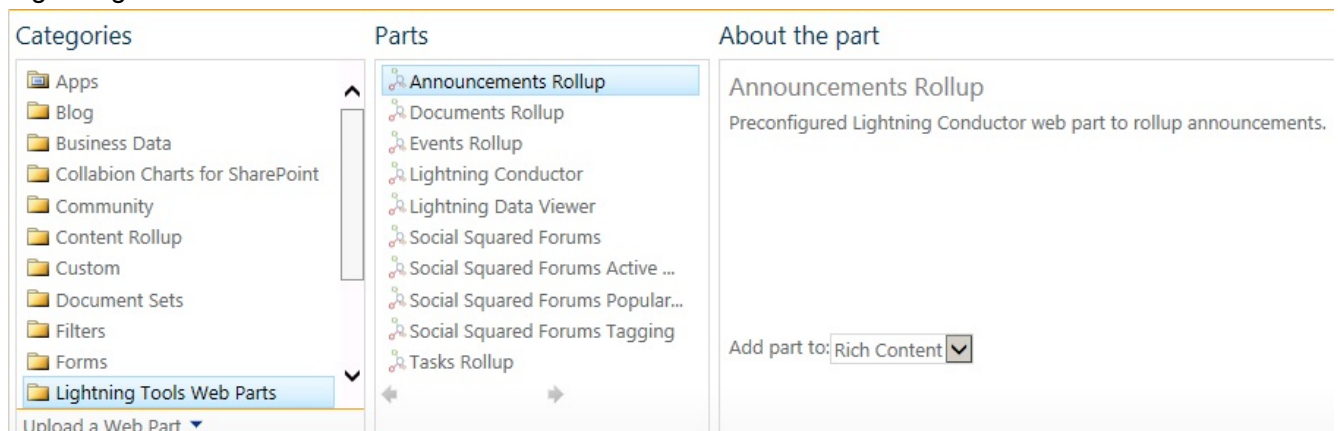 Categories
Apps
Blog
Business Data
Collabion Charts for SharePoint
Community
Content Rollup
Custom
Document Sets
Filters
Forms
Lightning Tools Web Parts
Upload a Web Part
Parts
Announcements Rollup
Documents Rollup
Events Rollup
Lightning Conductor
Lightning Data Viewer
Social Squared Forums
Social Squared Forums Active ...
Social Squared Forums Popular...
Social Squared Forums Tagging
Tasks Rollup
About the part
Announcements Rollup
Preconfigured Lightning Conductor web part to rollup announcements.
Add part to: Rich Content